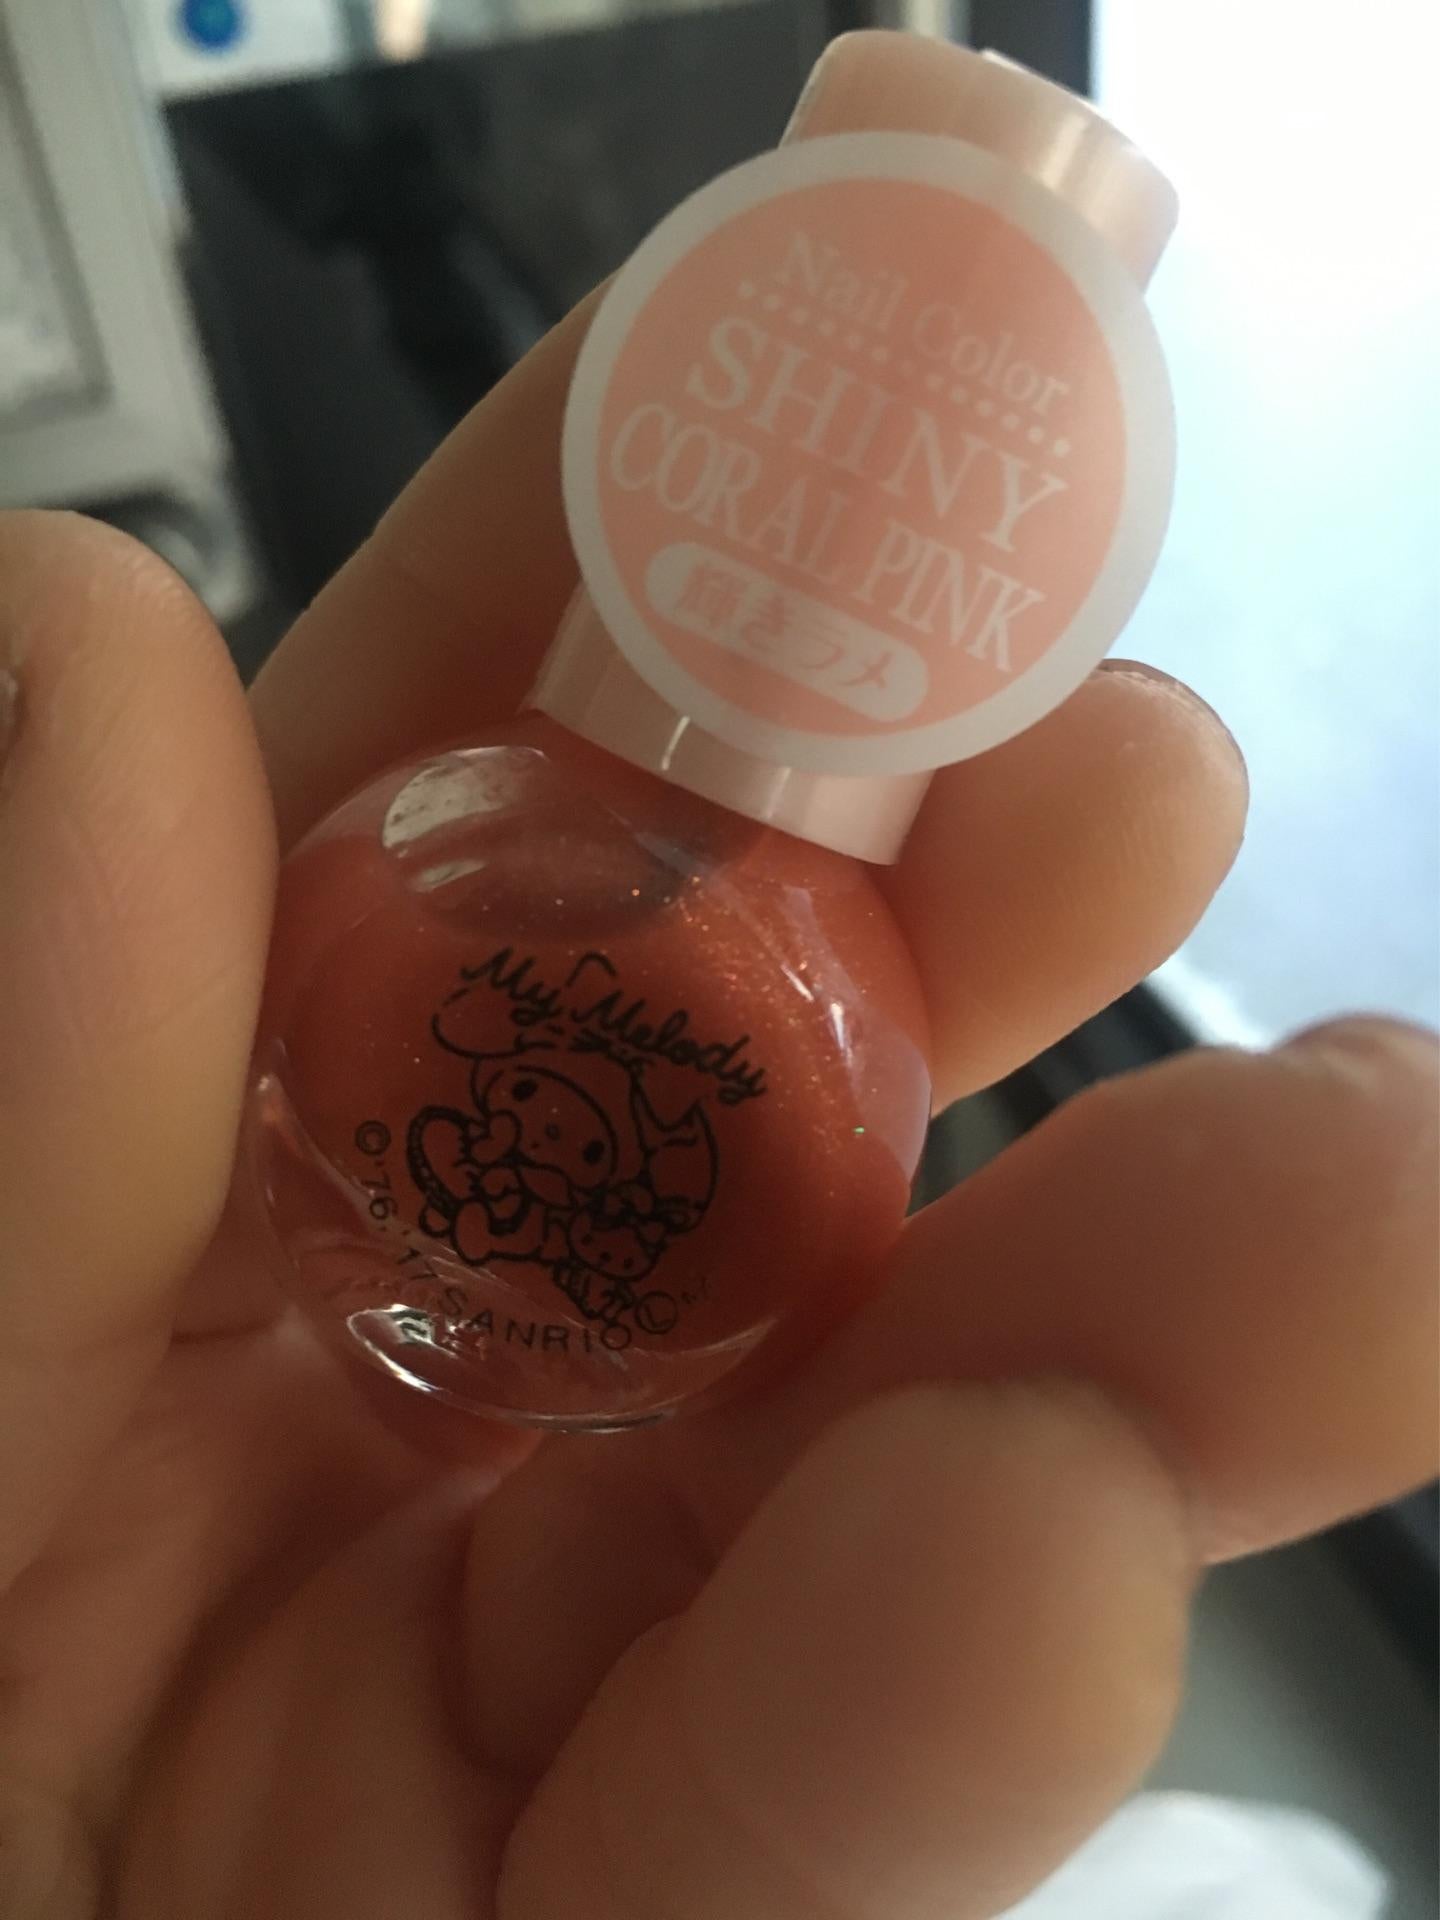 Nail Color
SHINY
CORAL PINK
輝きラメ
My Melody
©'76,'17 SANRIO Ⓛ